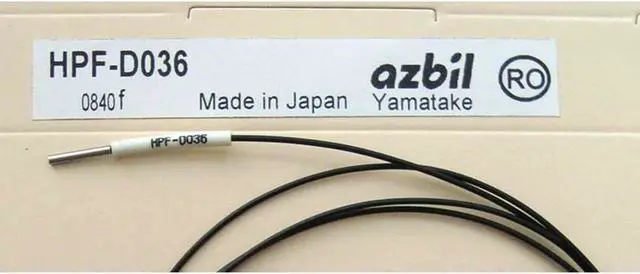 HPF-D036
azbil
RO
0840f
Made in Japan
Yamatake
HPF-D036